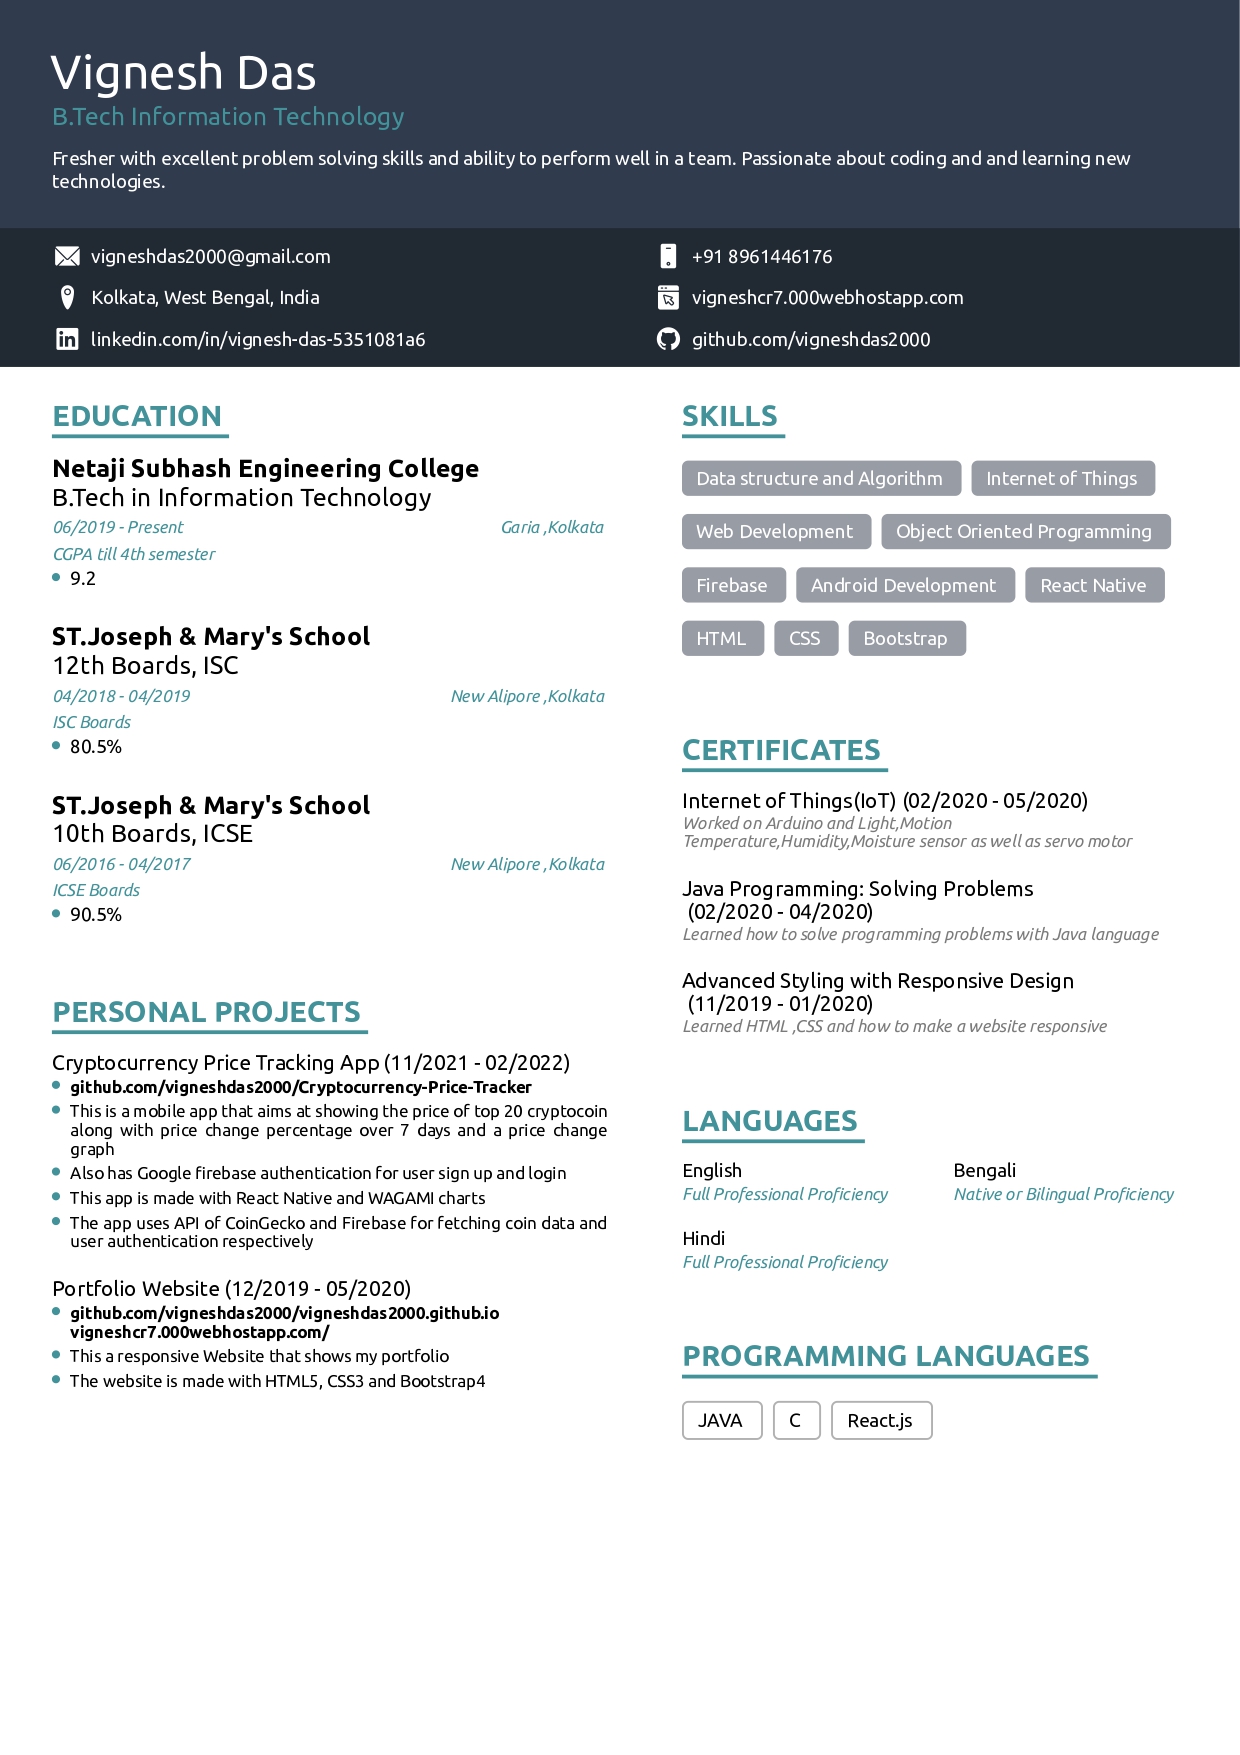 Vignesh Das
B.Tech Information Technology
Fresher with excellent problem solving skills and ability to perform well in a team. Passionate about coding and and learning new
technologies.
vigneshdas2000@gmail.com
+91 8961446176
Kolkata, West Bengal, India
vigneshcr7.000webhostapp.com
linkedin.com/in/vignesh-das-5351081a6
github.com/vigneshdas2000
EDUCATION
Netaji Subhash Engineering College
B.Tech in Information Technology
06/2019 - Present
Garia ,Kolkata
CGPA till 4th semester
9.2
ST.Joseph & Mary's School
12th Boards, ISC
04/2018 - 04/2019
New Alipore ,Kolkata
ISC Boards
80.5%
ST.Joseph & Mary's School
10th Boards, ICSE
06/2016 - 04/2017
New Alipore ,Kolkata
ICSE Boards
90.5%
PERSONAL PROJECTS
Cryptocurrency Price Tracking App (11/2021 - 02/2022)
github.com/vigneshdas2000/Cryptocurrency-Price-Tracker
This is a mobile app that aims at showing the price of top 20 cryptocoin
along with price change percentage over 7 days and a price change
graph
Also has Google firebase authentication for user sign up and login
This app is made with React Native and WAGAMI charts
The app uses API of CoinGecko and Firebase for fetching coin data and
user authentication respectively
Portfolio Website (12/2019 - 05/2020)
github.com/vigneshdas2000/vigneshdas2000.github.io
vigneshcr7.000webhostapp.com/
This a responsive Website that shows my portfolio
The website is made with HTML5, CSS3 and Bootstrap4
SKILLS
Data structure and Algorithm
Internet of Things
Web Development
Object Oriented Programming
Firebase
Android Development
React Native
HTML
CSS
Bootstrap
CERTIFICATES
Internet of Things(IoT) (02/2020 - 05/2020)
Worked on Arduino and Light,Motion
Temperature,Humidity,Moisture sensor as well as servo motor
Java Programming: Solving Problems
(02/2020 - 04/2020)
Learned how to solve programming problems with Java language
Advanced Styling with Responsive Design
(11/2019 - 01/2020)
Learned HTML ,CSS and how to make a website responsive
LANGUAGES
English
Full Professional Proficiency
Bengali
Native or Bilingual Proficiency
Hindi
Full Professional Proficiency
PROGRAMMING LANGUAGES
JAVA
C
React.js